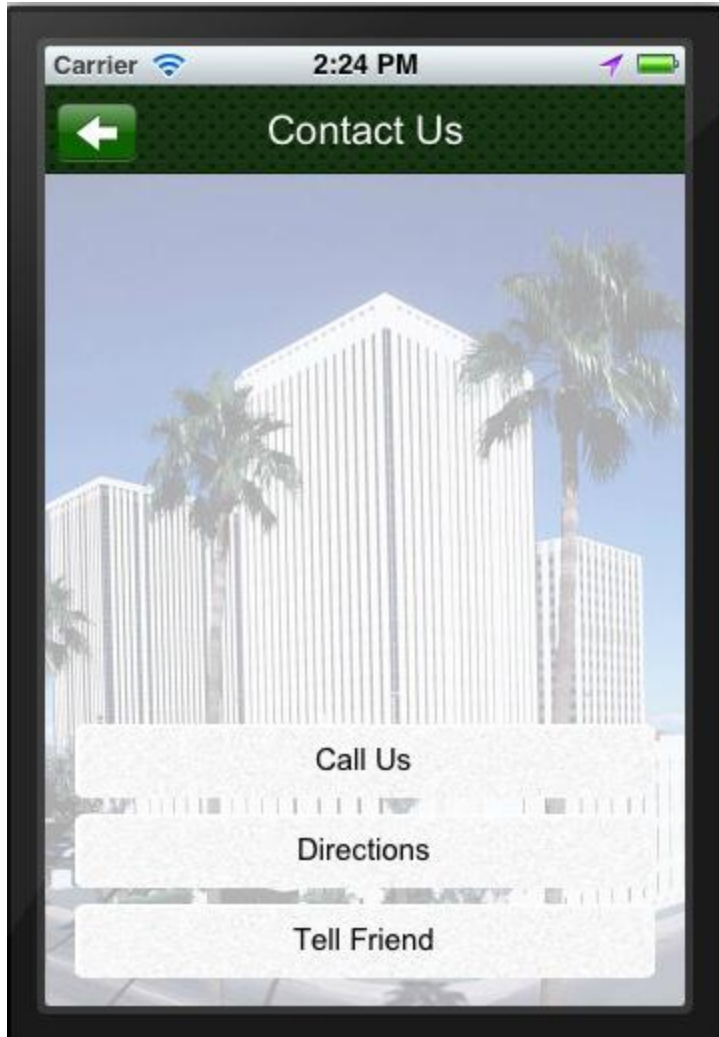 Carrier
2:24 PM
Contact Us
Call Us
Directions
Tell Friend